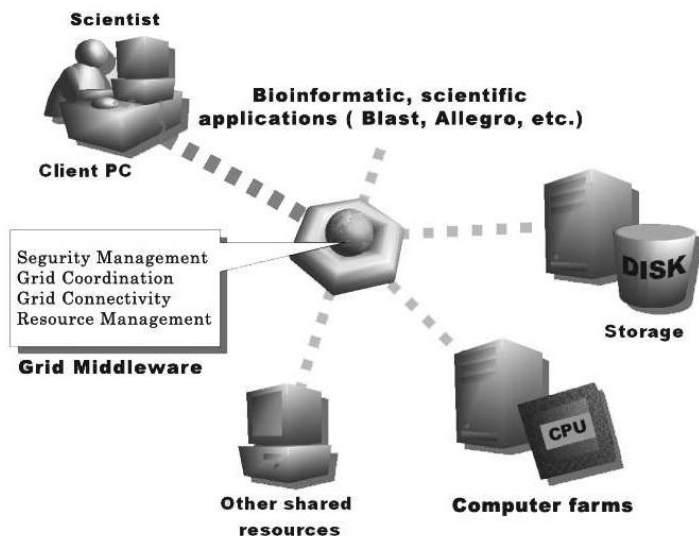 Scientist
Bioinformatic, scientific
applications ( Blast, Allegro, etc.)
Client PC
Segurity Management
Grid Coordination
Grid Connectivity
Resource Management
Grid Middleware
DISK
Storage
CPU
Computer farms
Other shared
resources